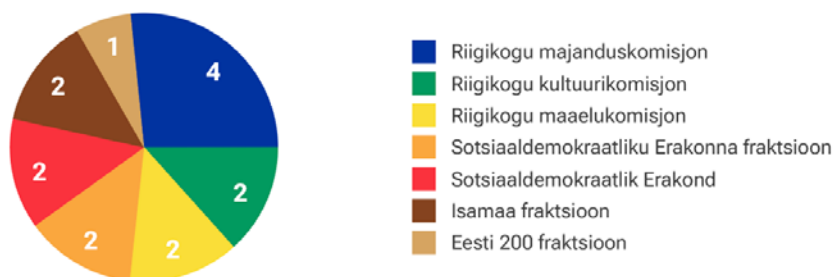 1
4
2
2
2
2
2
Riigikogu majanduskomisjon
Riigikogu kultuurikomisjon
Riigikogu maaelukomisjon
Sotsiaaldemokraatliku Erakonna fraktsioon
Sotsiaaldemokraatlik Erakond
Isamaa fraktsioon
Eesti 200 fraktsioon